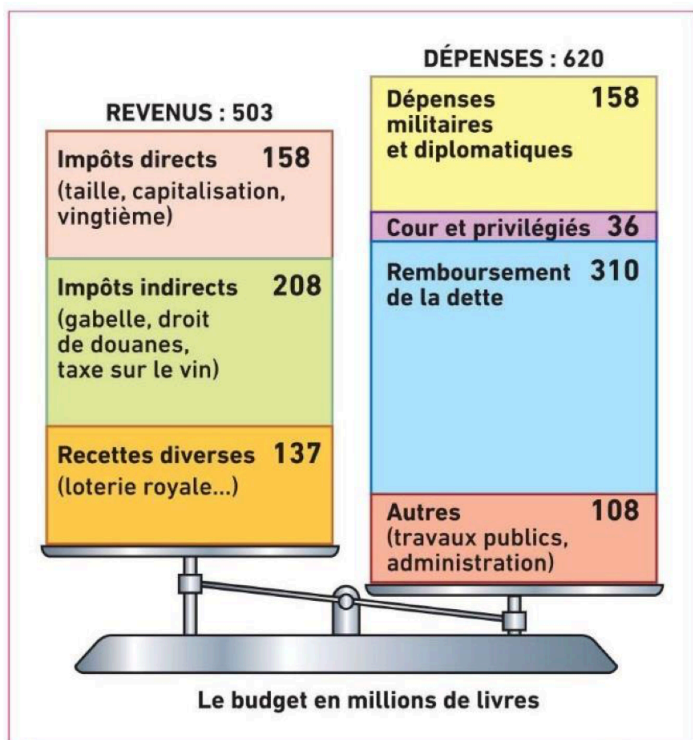 REVENUS : 503
Impôts directs 158
(taille, capitalisation,
vingtième)
Impôts indirects 208
(gabelle, droit
de douanes,
taxe sur le vin)
Recettes diverses 137
(loterie royale...)
DÉPENSES : 620
Dépenses 158
militaires
et diplomatiques
Cour et privilégiés 36
Remboursement 310
de la dette
Autres 108
(travaux publics,
administration)
Le budget en millions de livres